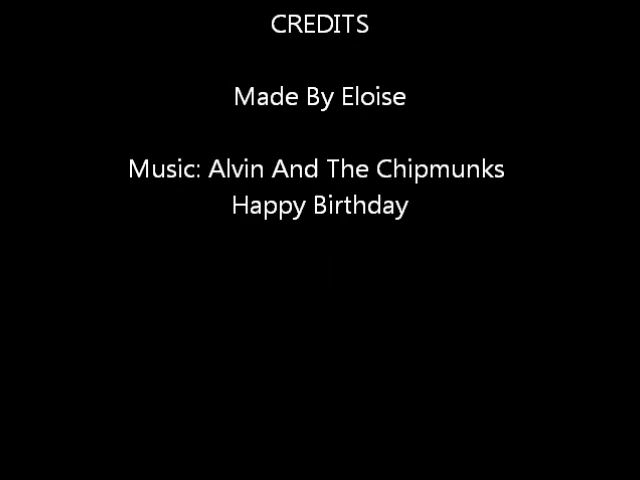 CREDITS
Made By Eloise
Music: Alvin And The Chipmunks
Happy Birthday